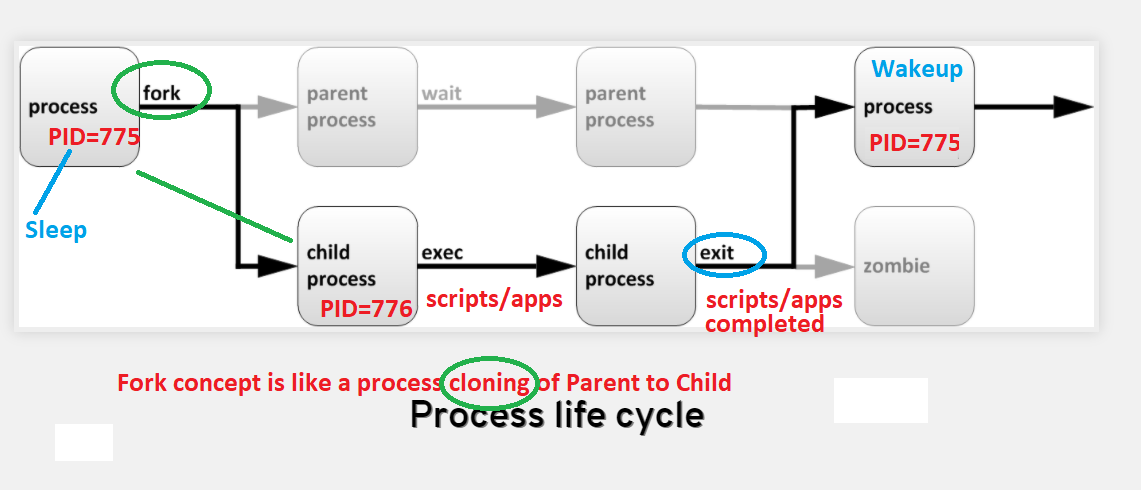 Wakeup
process
fork
parent
process
wait
parent
process
process
PID=775
PID=775
Sleep
child
process
exec
child
process
exit
zombie
PID=776
scripts/apps
scripts/apps
completed
Fork concept is like a process cloning of Parent to Child
Process life cycle